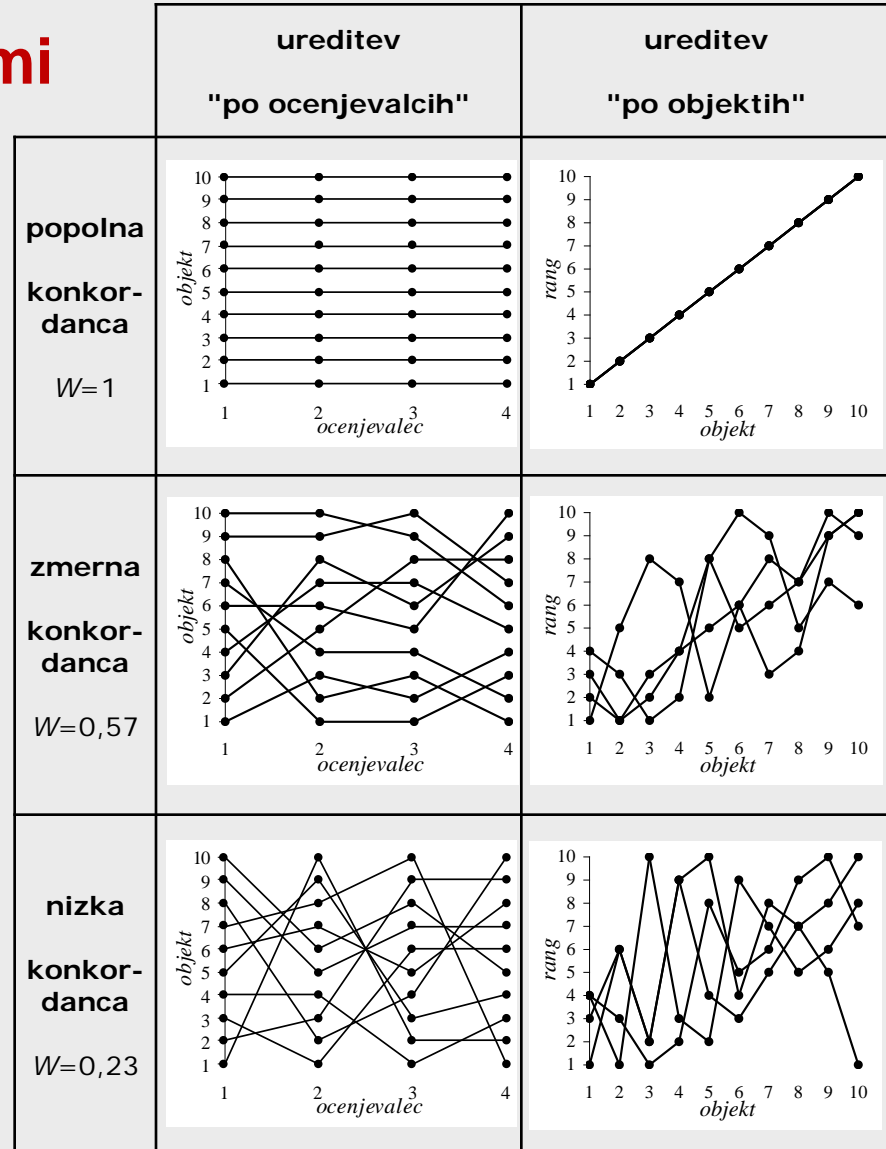 mi
ureditev
"po ocenjevalcih"
ureditev
"po objektih"
popolna
konkor-
danca
W=1
objekt
10
9
8
7
6
5
4
3
2
1
1 2 3 4
ocenjevalec
rang
10
9
8
7
6
5
4
3
2
1
1 2 3 4 5 6 7 8 9 10
objekt
zmerna
konkor-
danca
W=0,57
objekt
10
9
8
7
6
5
4
3
2
1
1 2 3 4
ocenjevalec
rang
10
9
8
7
6
5
4
3
2
1
1 2 3 4 5 6 7 8 9 10
objekt
nizka
konkor-
danca
W=0,23
objekt
10
9
8
7
6
5
4
3
2
1
1 2 3 4
ocenjevalec
rang
10
9
8
7
6
5
4
3
2
1
1 2 3 4 5 6 7 8 9 10
objekt